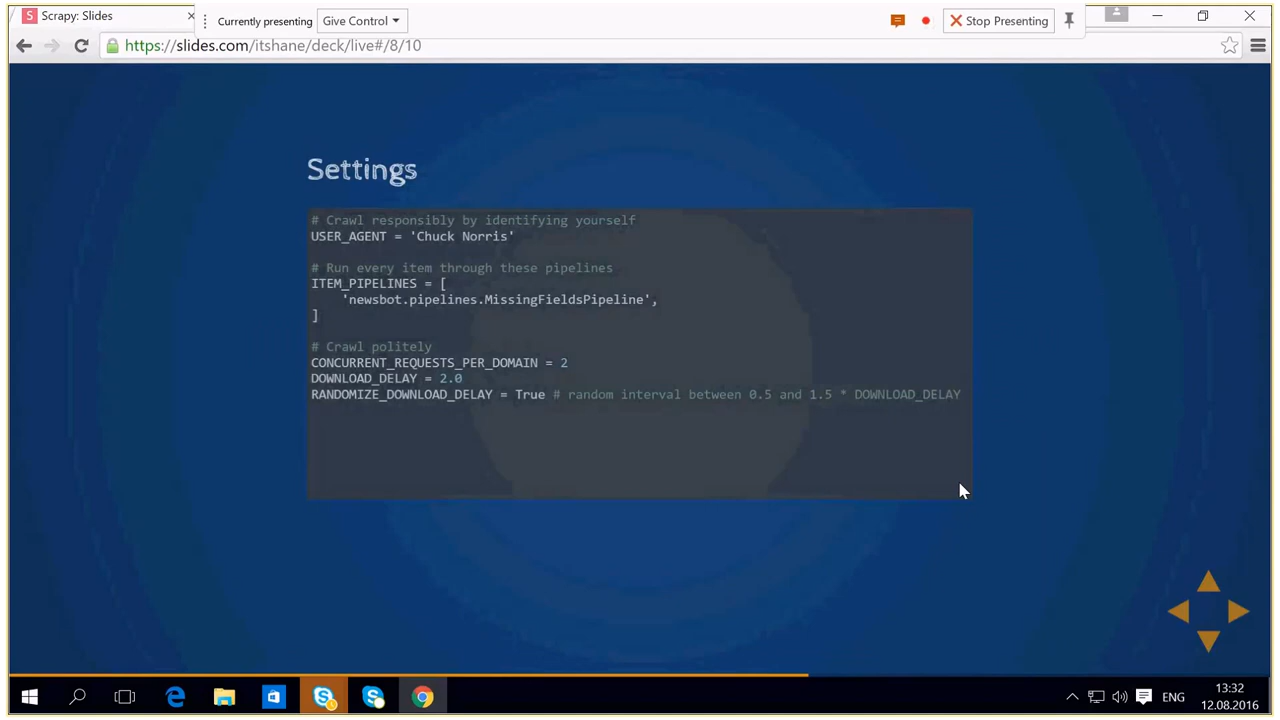 Scrapy: Slides
Currently presenting
Give Control
Stop Presenting
https://slides.com/itshane/deck/live#/8/10
Settings
# Crawl responsibly by identifying yourself
USER_AGENT = 'Chuck Norris'
# Run every item through these pipelines
ITEM_PIPELINES = [
'newsbot.pipelines.MissingFieldsPipeline',
]
# Crawl politely
CONCURRENT_REQUESTS_PER_DOMAIN = 2
DOWNLOAD_DELAY = 2.0
RANDOMIZE_DOWNLOAD_DELAY = True # random interval between 0.5 and 1.5 * DOWNLOAD_DELAY
ENG
13:32
12.08.2016